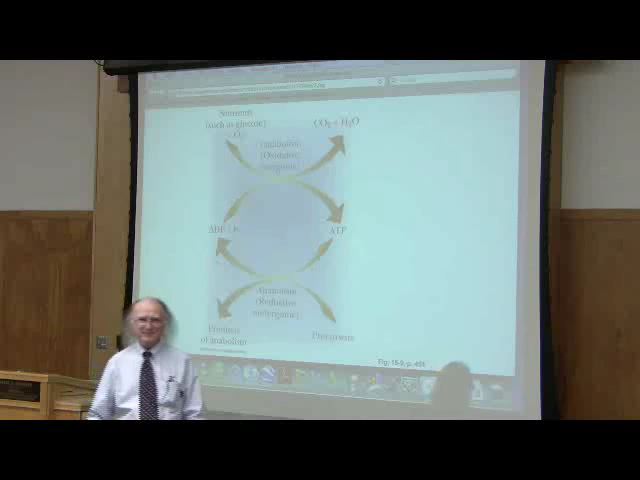 Nutrients
(such as glucose)
+ O₂
CO₂ + H₂O
Catabolism
(Oxidative
exergonic)
ADP + P
ATP
Anabolism
(Reductive
endergonic)
Products
of anabolism
Precursors
Fig. 15-9, p. 401